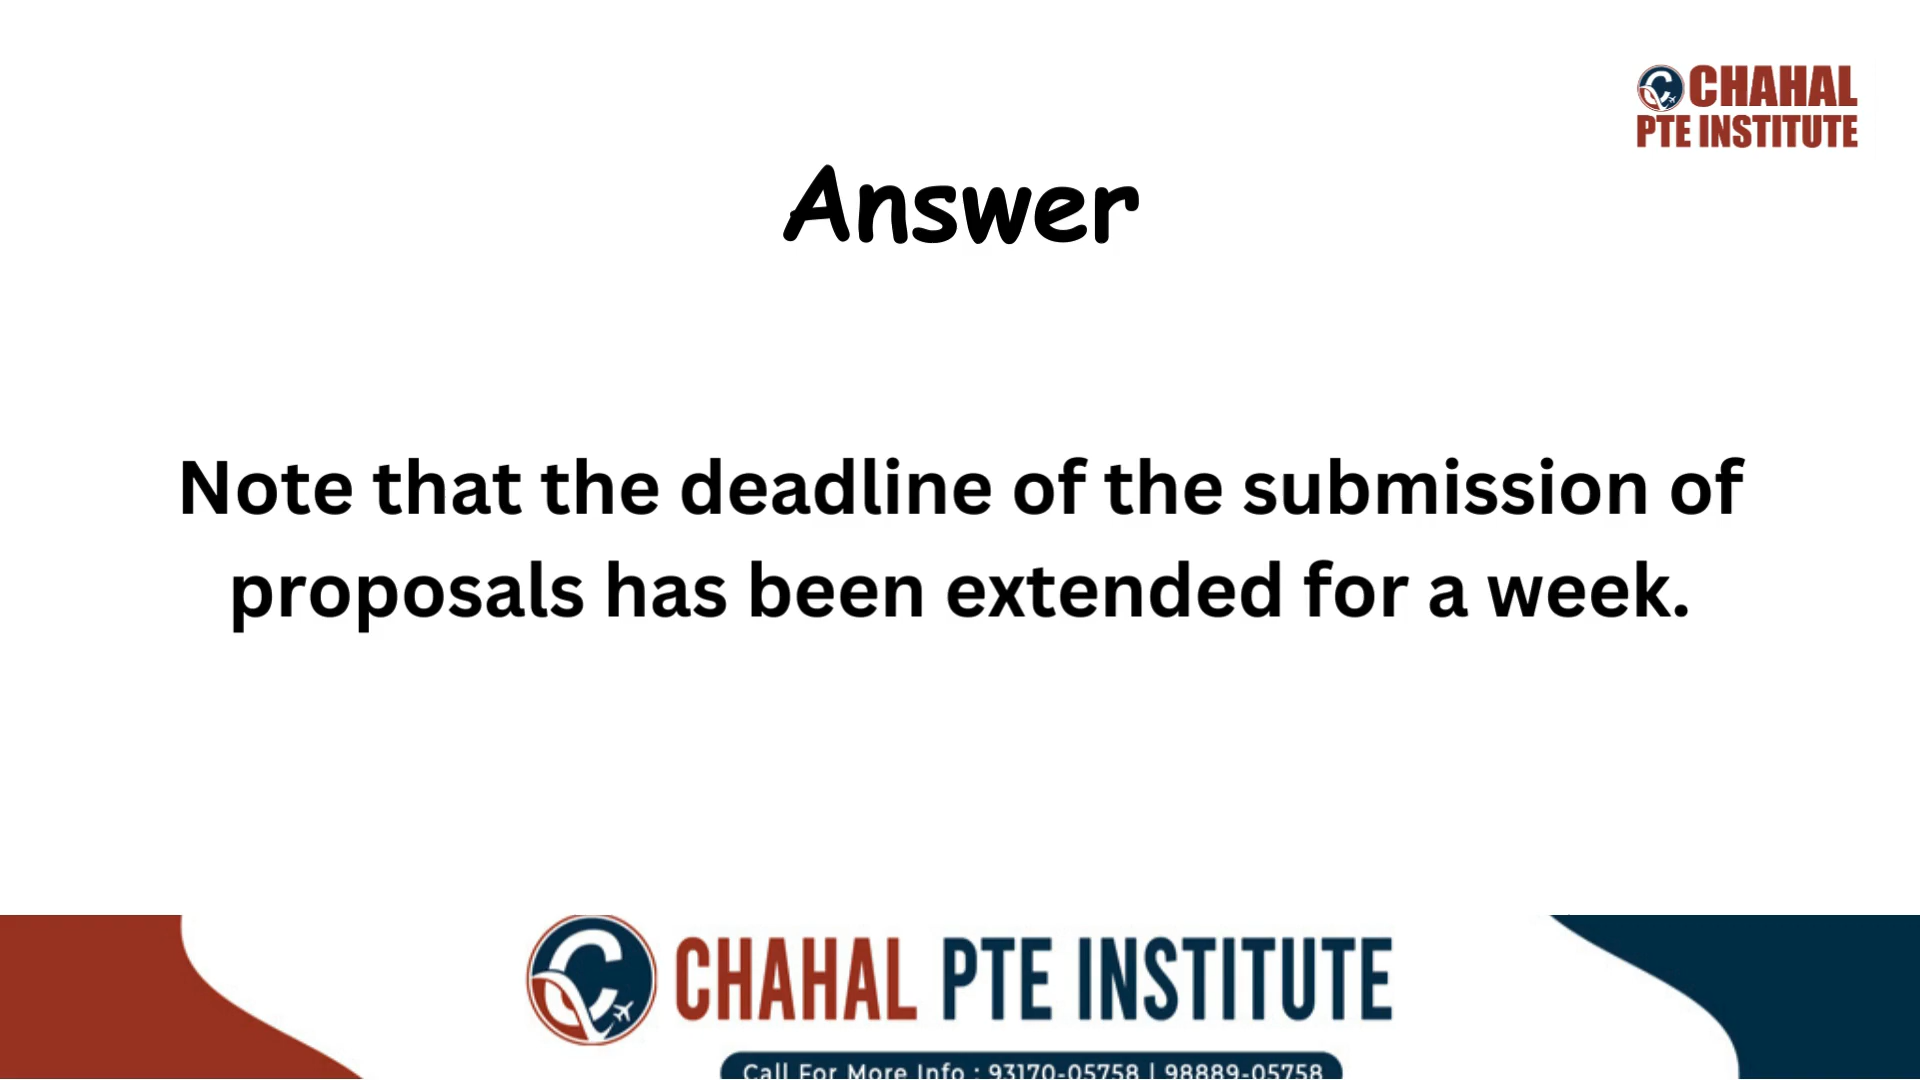 CHAHAL
PTE INSTITUTE
Answer
Note that the deadline of the submission of
proposals has been extended for a week.
CHAHAL PTE INSTITUTE
Call For More Info : 93170-05758 | 98889-05758